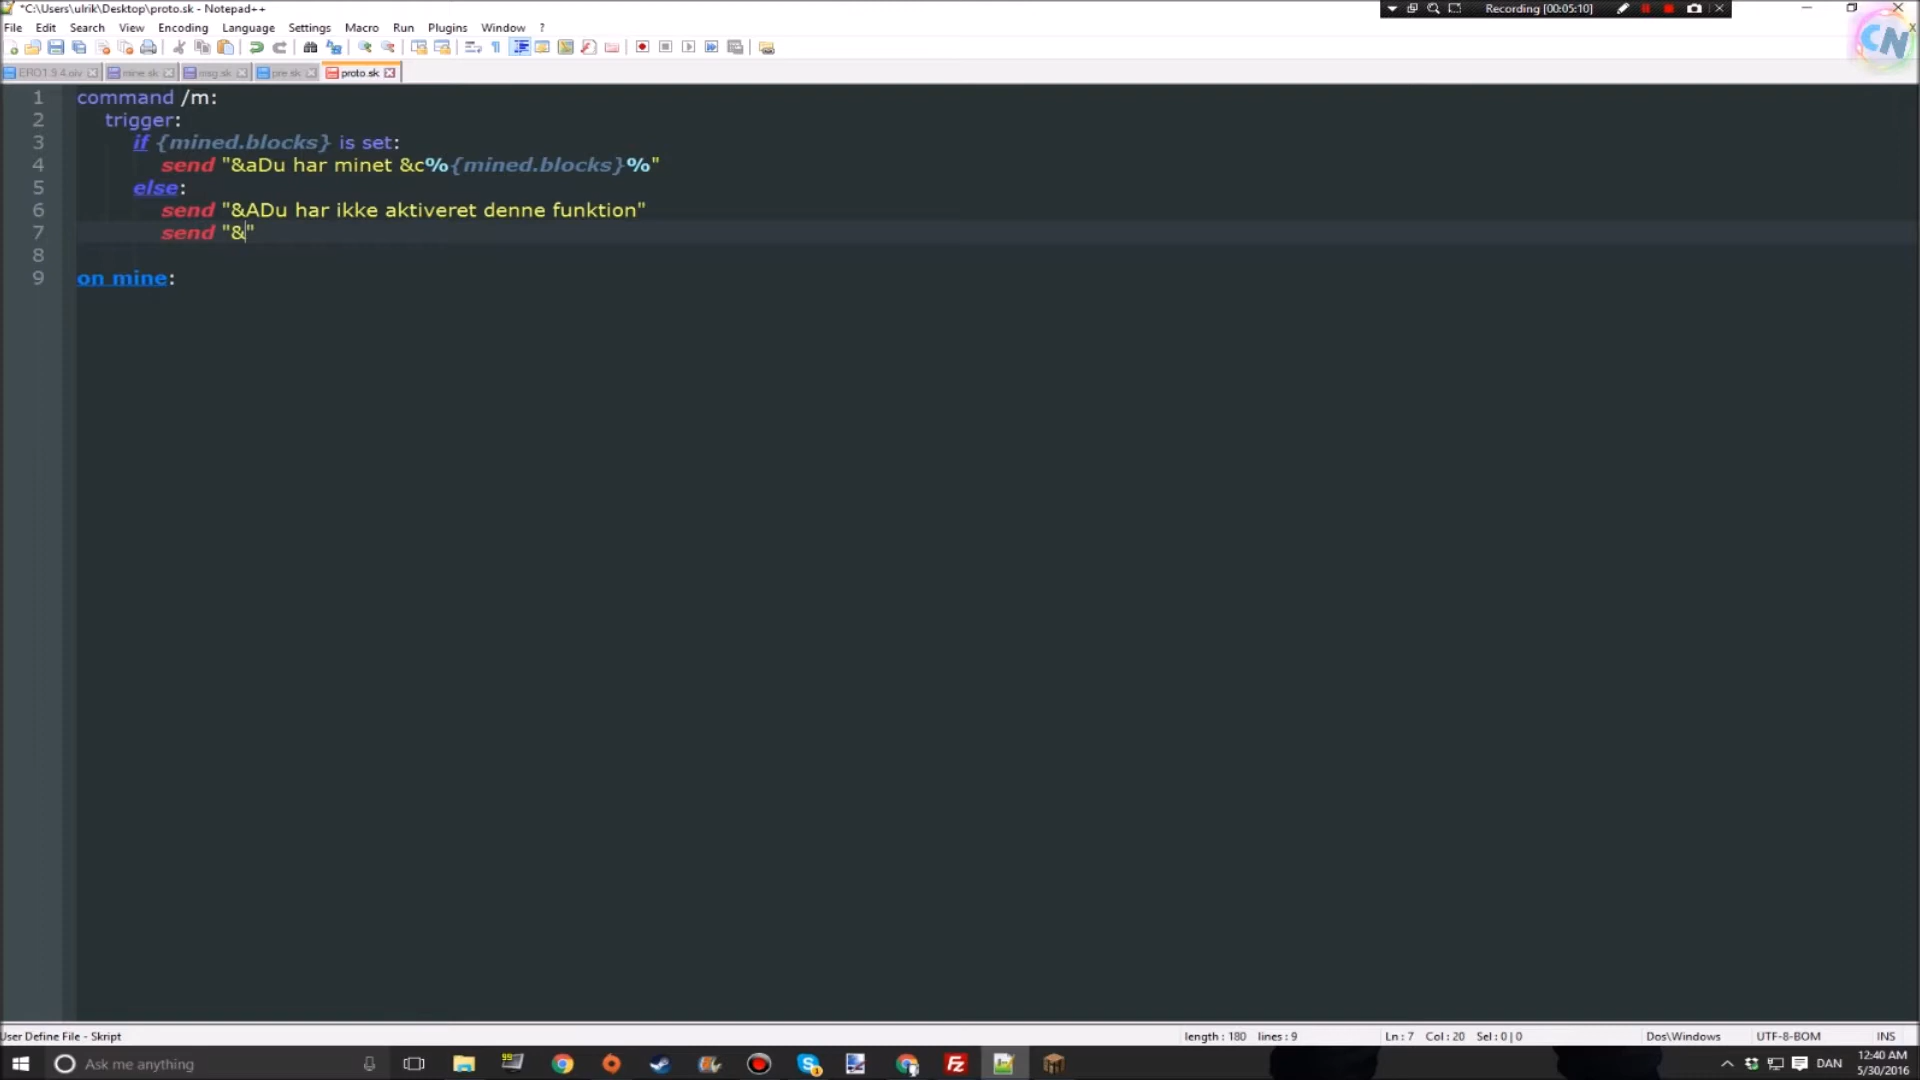 *C:\Users\ulrik\Desktop\proto.sk - Notepad++
Recording [00:05:10]
File Edit Search View Encoding Language Settings Macro Run Plugins Window ?
CN
ERO1.9.4.aiv mine.sk msg.sk pre.sk proto.sk
1 command /m:
2 trigger:
3 if {mined.blocks} is set:
4 send "&aDu har minet &c%{mined.blocks}%"
5 else:
6 send "&ADu har ikke aktiveret denne funktion"
7 send "&"
8
9 on mine:
User Define File - Skript length : 180 lines : 9 Ln : 7 Col : 20 Sel : 0 | 0 Dos\Windows UTF-8-BOM INS
Ask me anything DAN 12:40 AM
5/30/2016